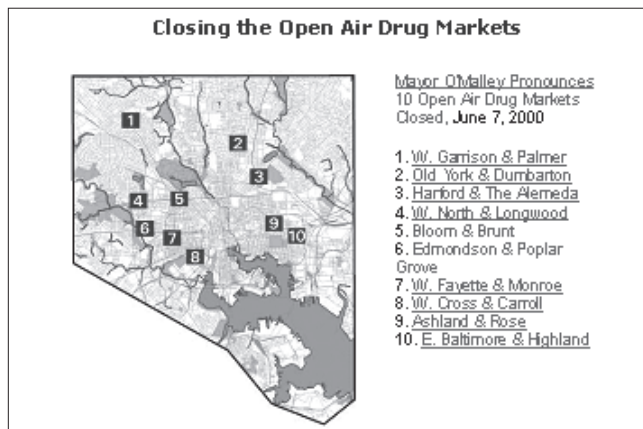 Closing the Open Air Drug Markets
Mayor O'Malley Pronounces
10 Open Air Drug Markets
Closed, June 7, 2000
1. W. Garrison & Palmer
2. Old York & Dumbarton
3. Harford & The Alemeda
4. W. North & Longwood
5. Bloom & Brunt
6. Edmondson & Poplar
Grove
7. W. Fayette & Monroe
8. W. Cross & Carroll
9. Ashland & Rose
10. E. Baltimore & Highland
1
2
3
4
5
6
7
8
9
10